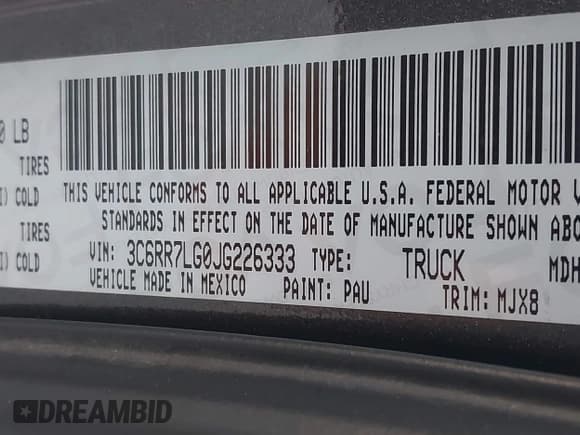 0 LB
TIRES
COLD
TIRES
COLD
THIS VEHICLE CONFORMS TO ALL APPLICABLE U.S.A. FEDERAL MOTOR V
STANDARDS IN EFFECT ON THE DATE OF MANUFACTURE SHOWN ABO
VIN: 3C6RR7LG0JG226333 TYPE: TRUCK MDH
VEHICLE MADE IN MEXICO PAINT: PAU TRIM: MJX8
DREAMBID